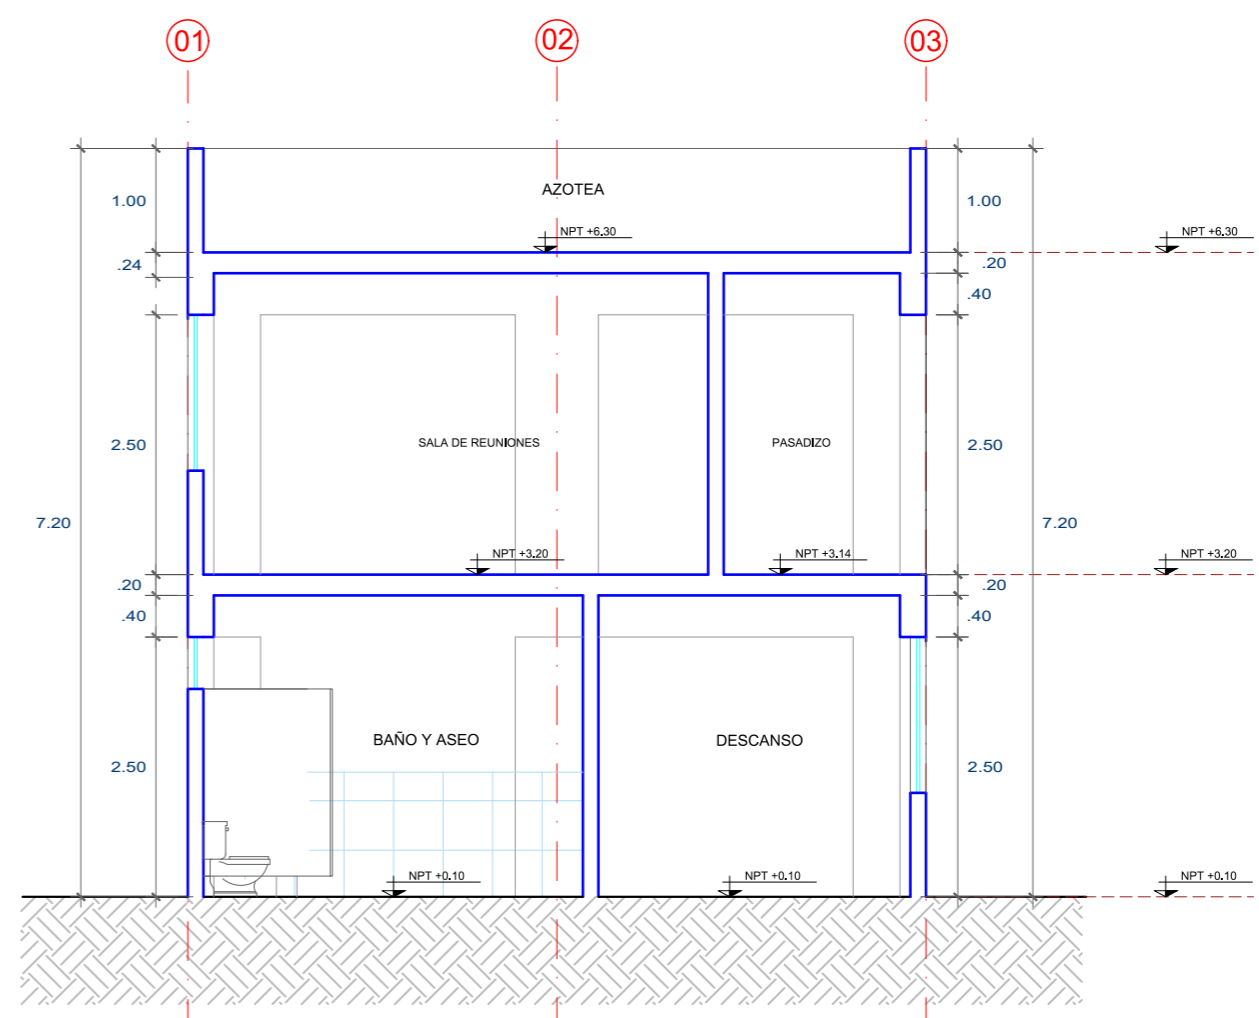 01 02 03
AZOTEA
1.00 1.00
NPT +6.30 NPT +6.30
.24 .20
.40
SALA DE REUNIONES PASADIZO
2.50 2.50
7.20 7.20
NPT +3.20 NPT +3.14 NPT +3.20
.20 .20
.40 .40
BAÑO Y ASEO DESCANSO
2.50 2.50
NPT +0.10 NPT +0.10 NPT +0.10